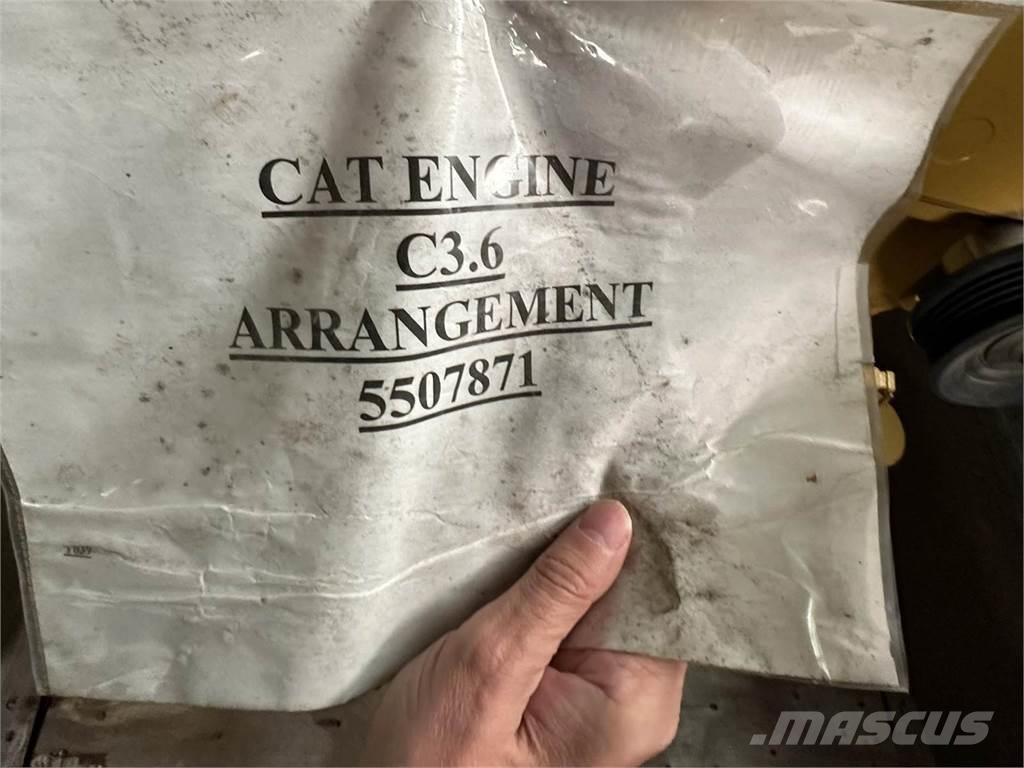 CAT ENGINE
C3.6
ARRANGEMENT
5507871
MASCUS